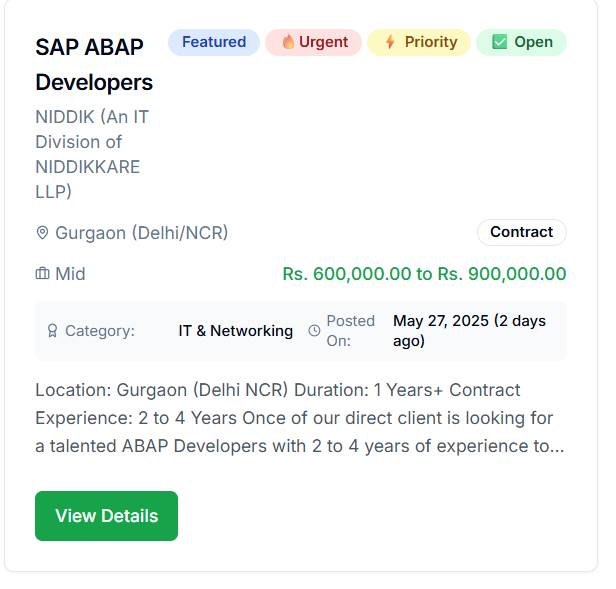 SAP ABAP
Developers
Featured
Urgent
Priority
Open
NIDDIK (An IT
Division of
NIDDIKKARE
LLP)
Gurgaon (Delhi/NCR)
Contract
Mid
Rs. 600,000.00 to Rs. 900,000.00
Category:
IT & Networking
Posted
On:
May 27, 2025 (2 days
ago)
Location: Gurgaon (Delhi NCR) Duration: 1 Years+ Contract
Experience: 2 to 4 Years Once of our direct client is looking for
a talented ABAP Developers with 2 to 4 years of experience to...
View Details